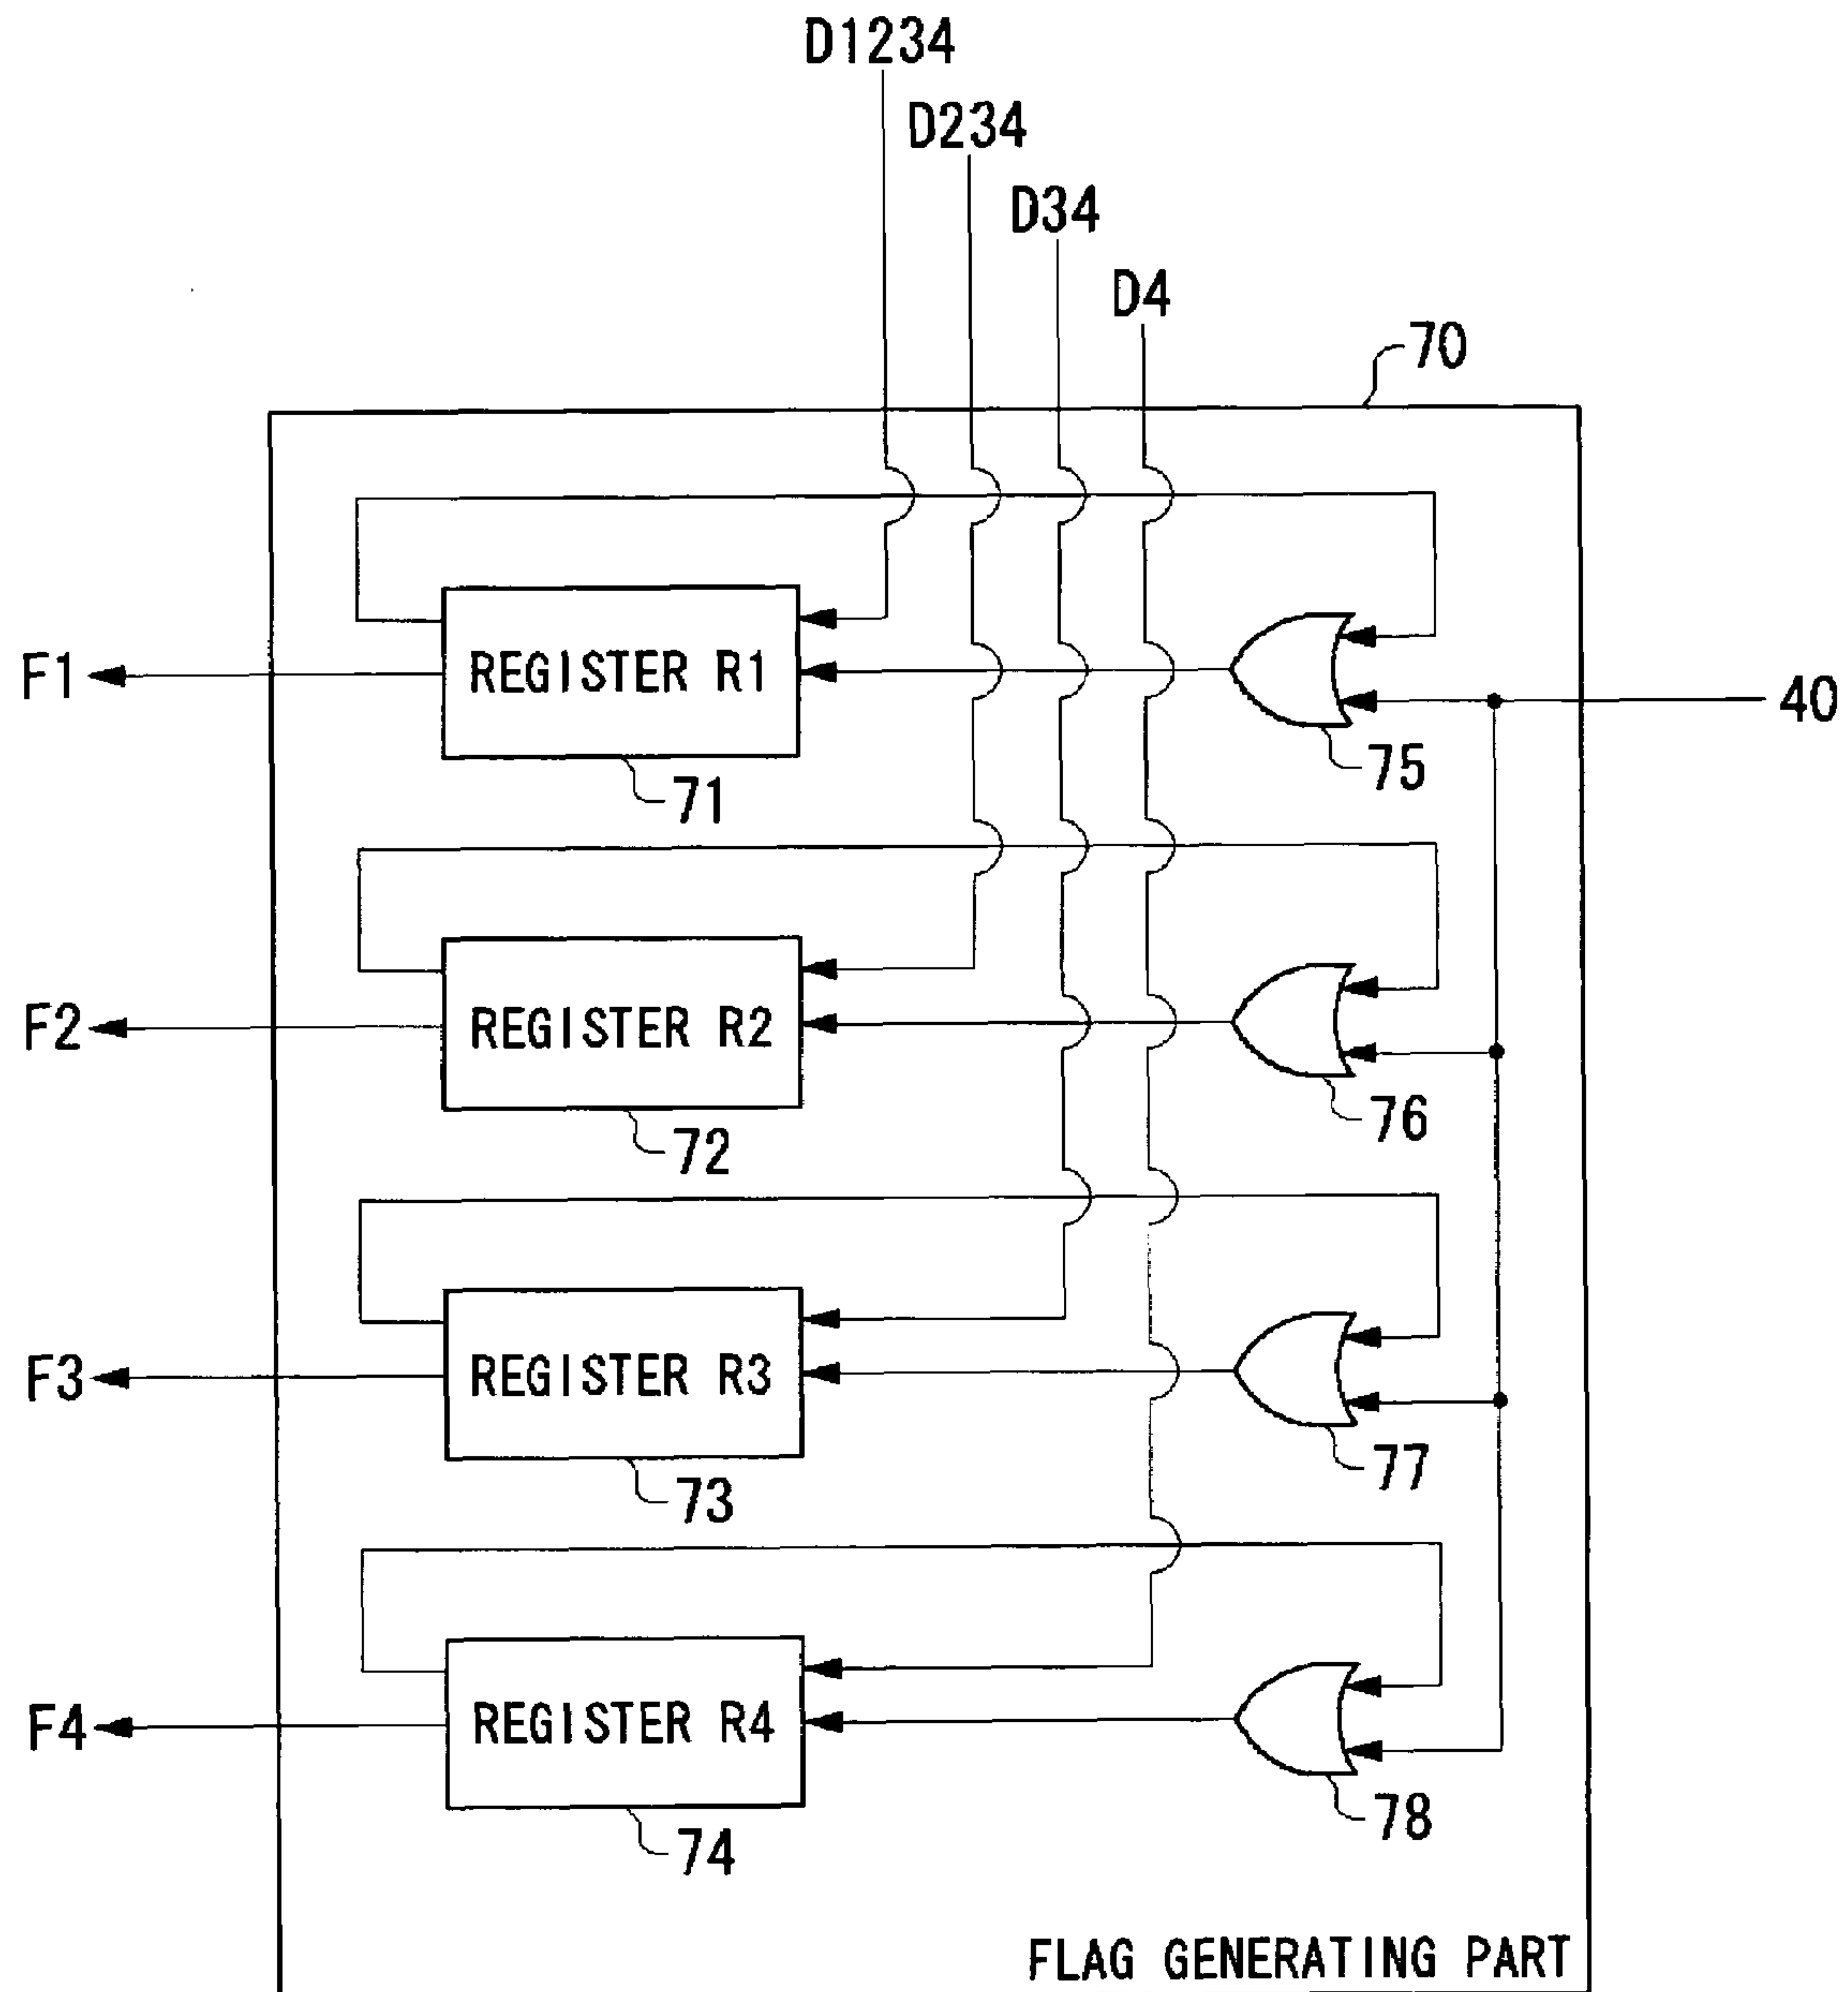 D1234
D234
D34
D4
70
F1
REGISTER R1
40
75
71
F2
REGISTER R2
76
72
F3
REGISTER R3
77
73
F4
REGISTER R4
78
74
FLAG GENERATING PART